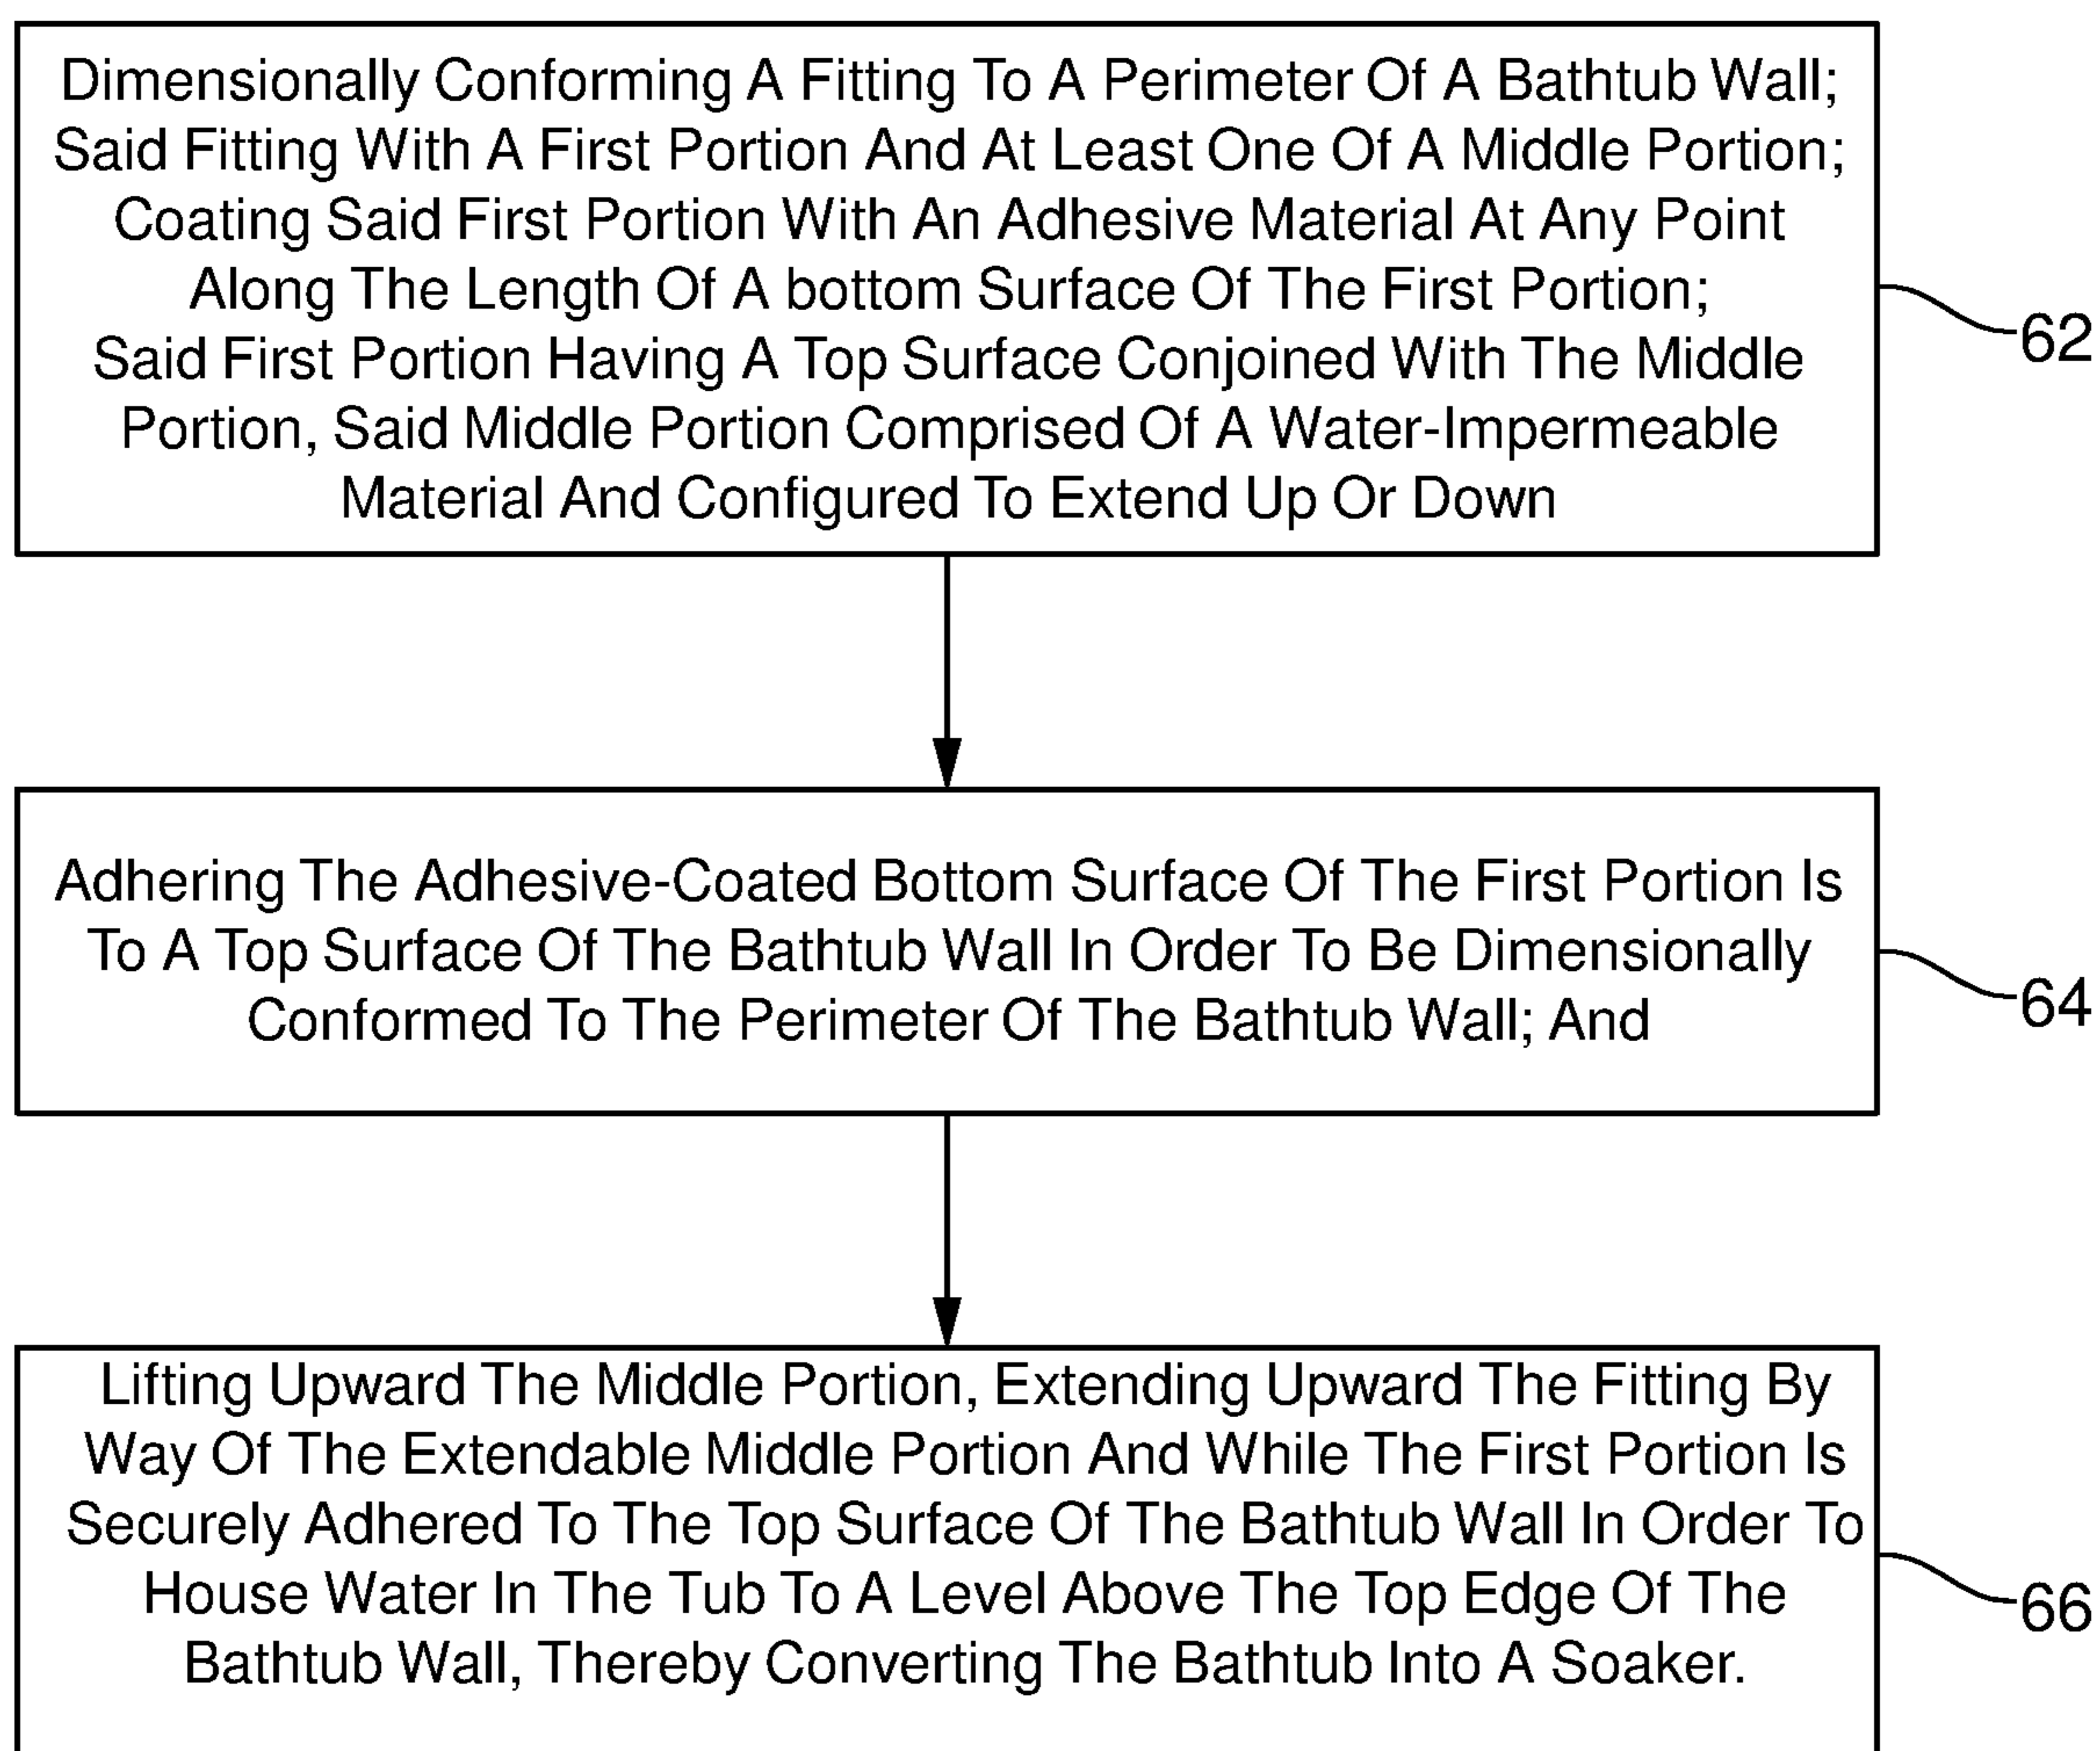 Dimensionally Conforming A Fitting To A Perimeter Of A Bathtub Wall;
Said Fitting With A First Portion And At Least One Of A Middle Portion;
Coating Said First Portion With An Adhesive Material At Any Point
Along The Length Of A bottom Surface Of The First Portion;
Said First Portion Having A Top Surface Conjoined With The Middle
Portion, Said Middle Portion Comprised Of A Water-Impermeable
Material And Configured To Extend Up Or Down
62
Adhering The Adhesive-Coated Bottom Surface Of The First Portion Is
To A Top Surface Of The Bathtub Wall In Order To Be Dimensionally
Conformed To The Perimeter Of The Bathtub Wall; And
64
Lifting Upward The Middle Portion, Extending Upward The Fitting By
Way Of The Extendable Middle Portion And While The First Portion Is
Securely Adhered To The Top Surface Of The Bathtub Wall In Order To
House Water In The Tub To A Level Above The Top Edge Of The
Bathtub Wall, Thereby Converting The Bathtub Into A Soaker.
66